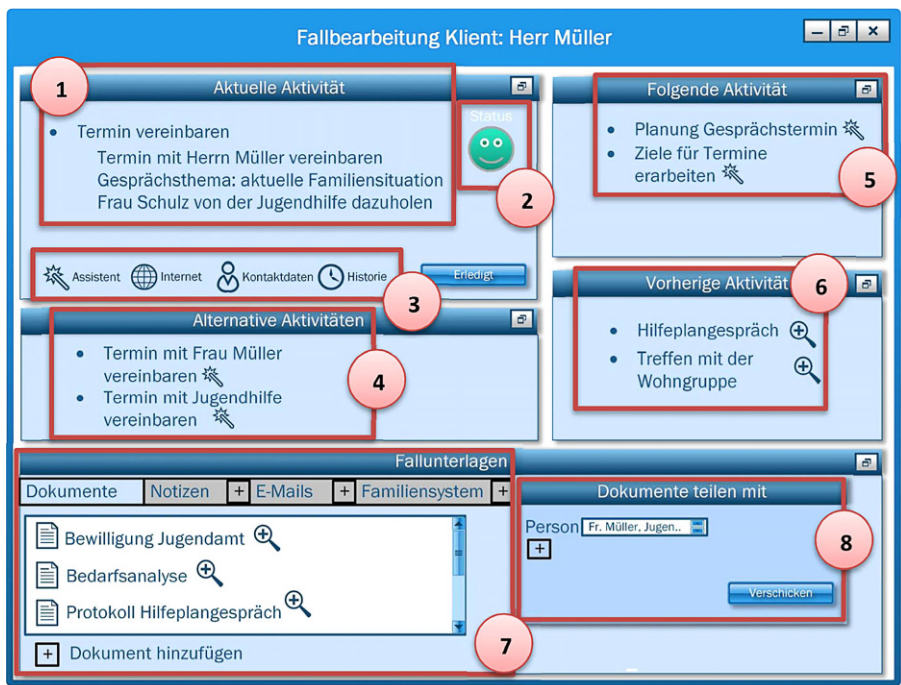 Fallbearbeitung Klient: Herr Müller
1
Aktuelle Aktivität
• Termin vereinbaren
Termin mit Herrn Müller vereinbaren
Gesprächsthema: aktuelle Familiensituation
Frau Schulz von der Jugendhilfe dazuholen
Status
2
Assistent
Internet
Kontaktdaten
Historie
3
Erledigt
Alternative Aktivitäten
• Termin mit Frau Müller
vereinbaren
• Termin mit Jugendhilfe
vereinbaren
4
Folgende Aktivität
• Planung Gesprächstermin
• Ziele für Termine
erarbeiten
5
Vorherige Aktivität
6
• Hilfeplangespräch
• Treffen mit der
Wohngruppe
Fallunterlagen
Dokumente
Notizen +
E-Mails +
Familiensystem +
Bewilligung Jugendamt
Bedarfsanalyse
Protokoll Hilfeplangespräch
+ Dokument hinzufügen
7
Dokumente teilen mit
Person Fr. Müller, Jugen..
+
8
Verschicken